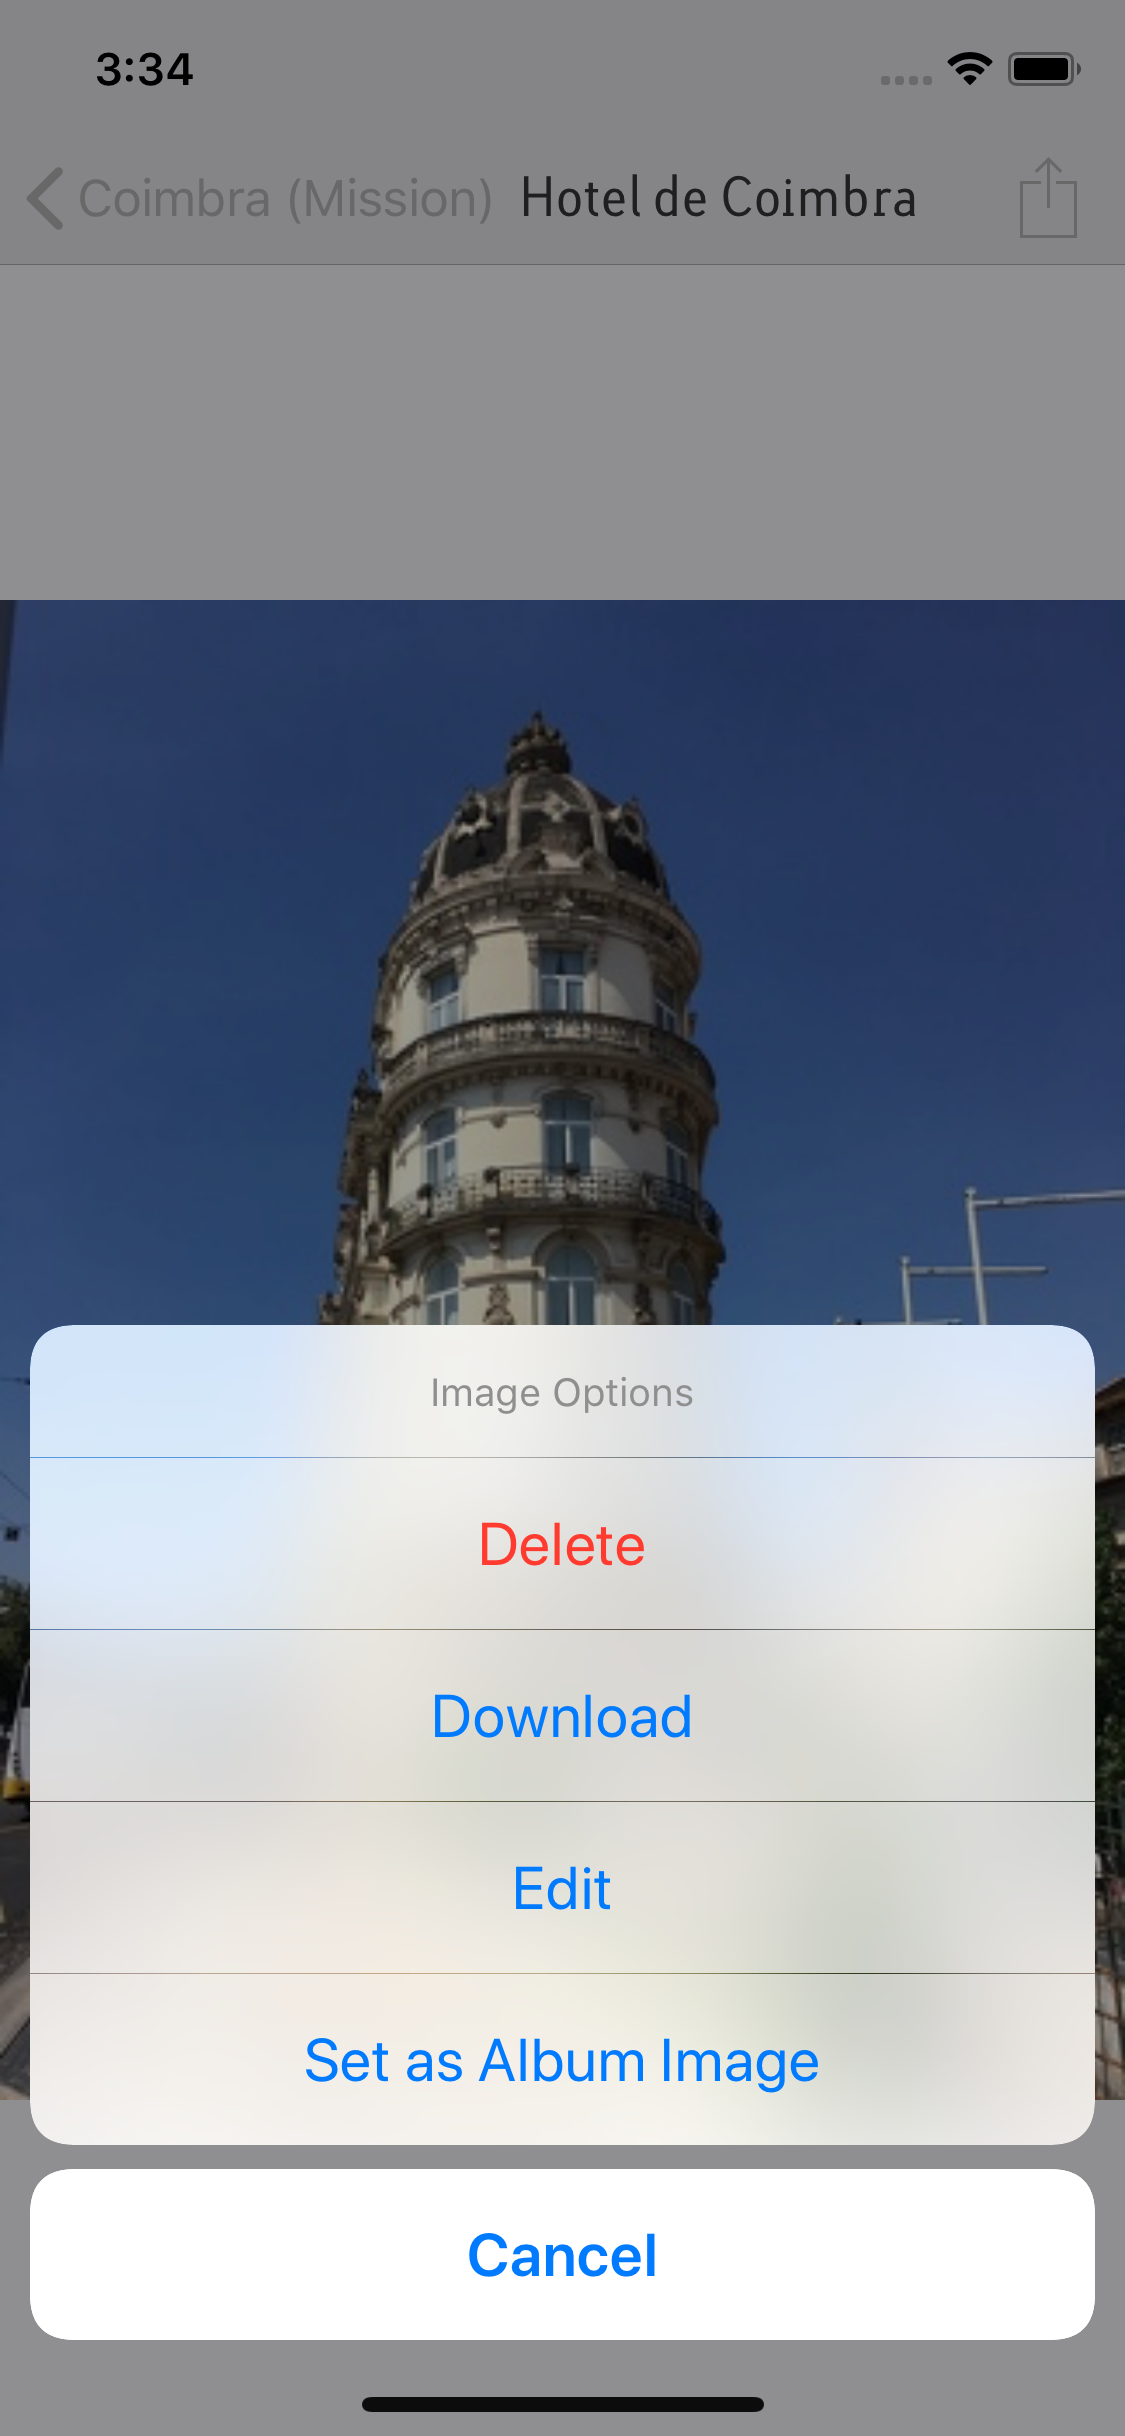 3:34
Coimbra (Mission) Hotel de Coimbra
Image Options
Delete
Download
Edit
Set as Album Image
Cancel